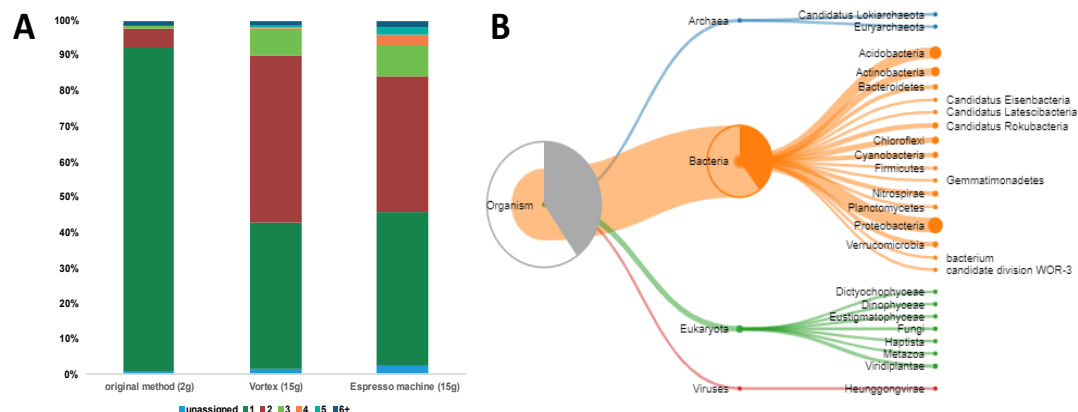 A
100%
90%
80%
70%
60%
50%
40%
30%
20%
10%
0%
original method (2g)
Vortex (15g)
Espresso machine (15g)
unassigned 1 2 3 4 5 6+
B
Organism
Archaea
Bacteria
Eukaryota
Viruses
Candidatus Lokiarchaeota
Euryarchaeota
Acidobacteria
Actinobacteria
Bacteroidetes
Candidatus Eisenbacteria
Candidatus Latescibacteria
Candidatus Rokubacteria
Chloroflexi
Cyanobacteria
Firmicutes
Gemmatimonadetes
Nitrospirae
Planctomycetes
Proteobacteria
Verrucomicrobia
bacterium
candidate division WOR-3
Dictyochophyceae
Dinophyceae
Eustigmatophyceae
Fungi
Haptista
Metazoa
Viridiplantae
Heunggongvirae